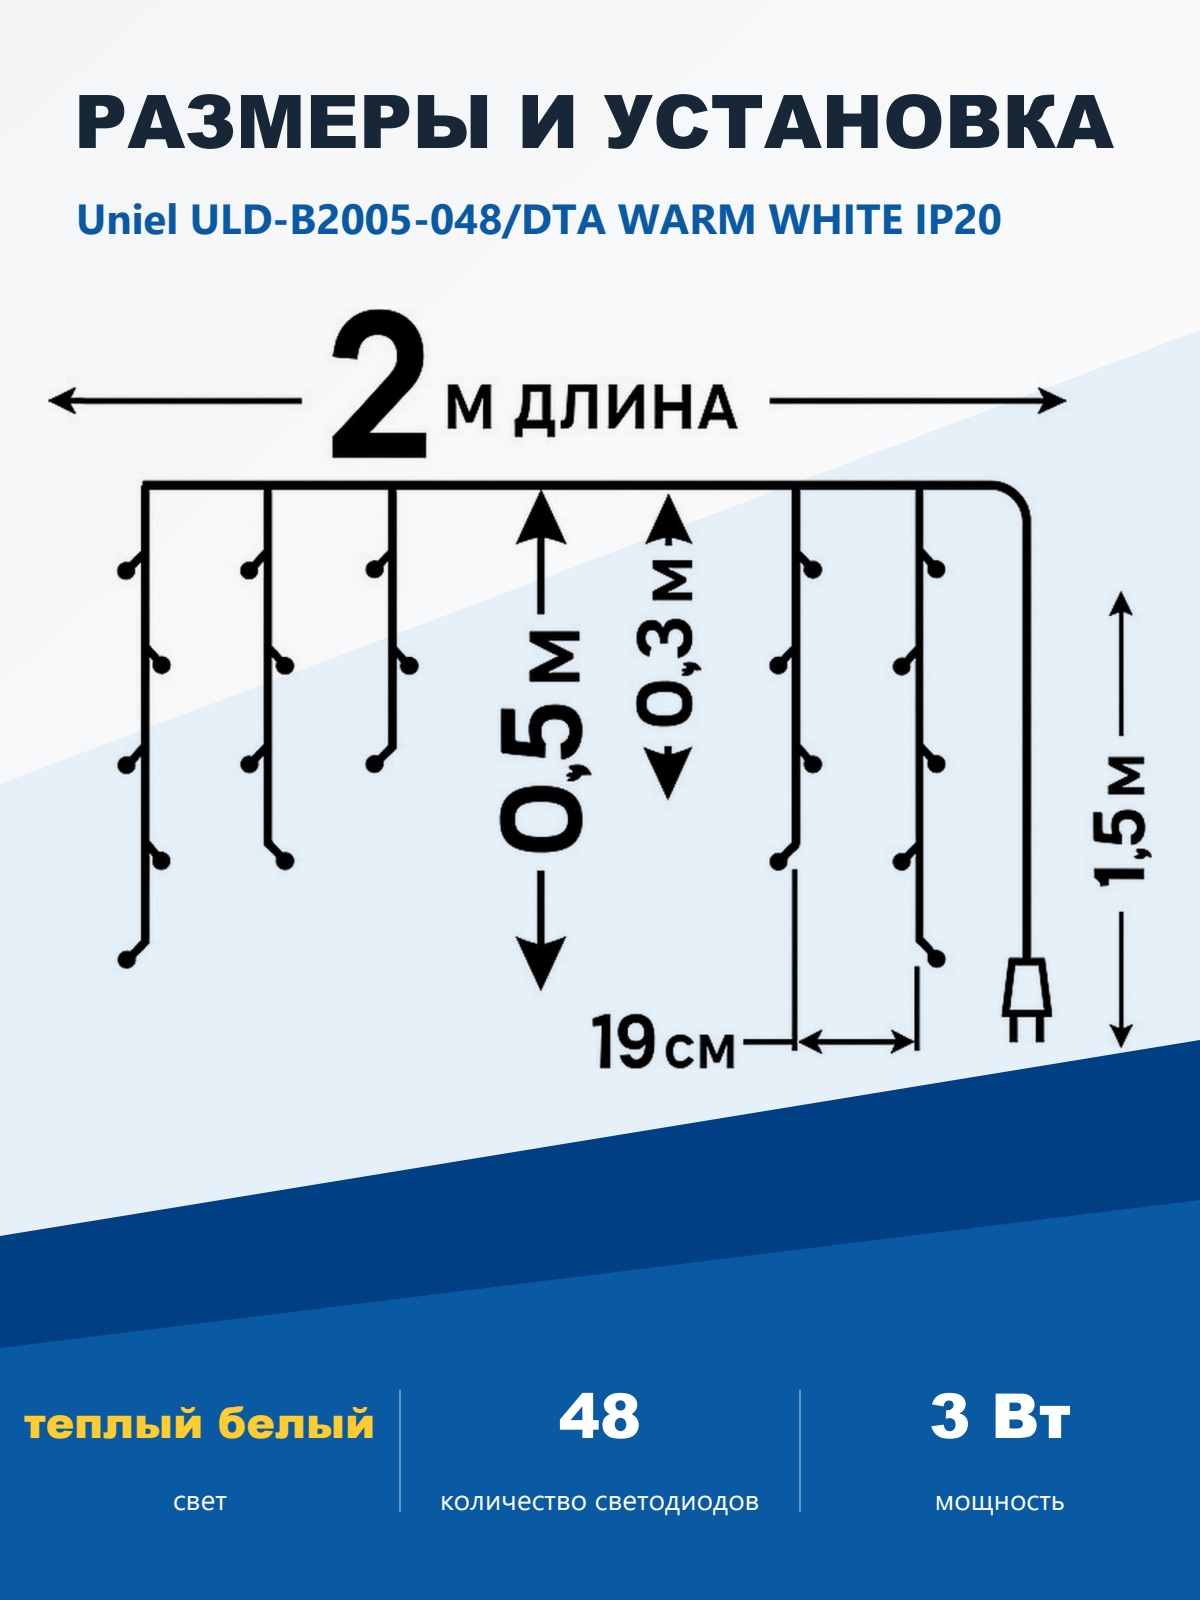 РАЗМЕРЫ И УСТАНОВКА
Uniel ULD-B2005-048/DTA WARM WHITE IP20
2 м ДЛИНА
0,5 м
0,3 м
1,5 м
19 см
теплый белый
свет
48
количество светодиодов
3 Вт
мощность